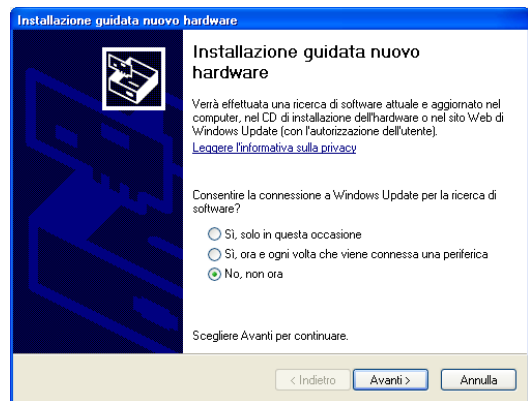 Installazione guidata nuovo hardware
Installazione guidata nuovo
hardware
Verrà effettuata una ricerca di software attuale e aggiornato nel
computer, nel CD di installazione dell'hardware o nel sito Web di
Windows Update (con l'autorizzazione dell'utente).
Leggere l'informativa sulla privacy
Consentire la connessione a Windows Update per la ricerca di
software?
Sì, solo in questa occasione
Sì, ora e ogni volta che viene connessa una periferica
No, non ora
Scegliere Avanti per continuare.
< Indietro Avanti > Annulla